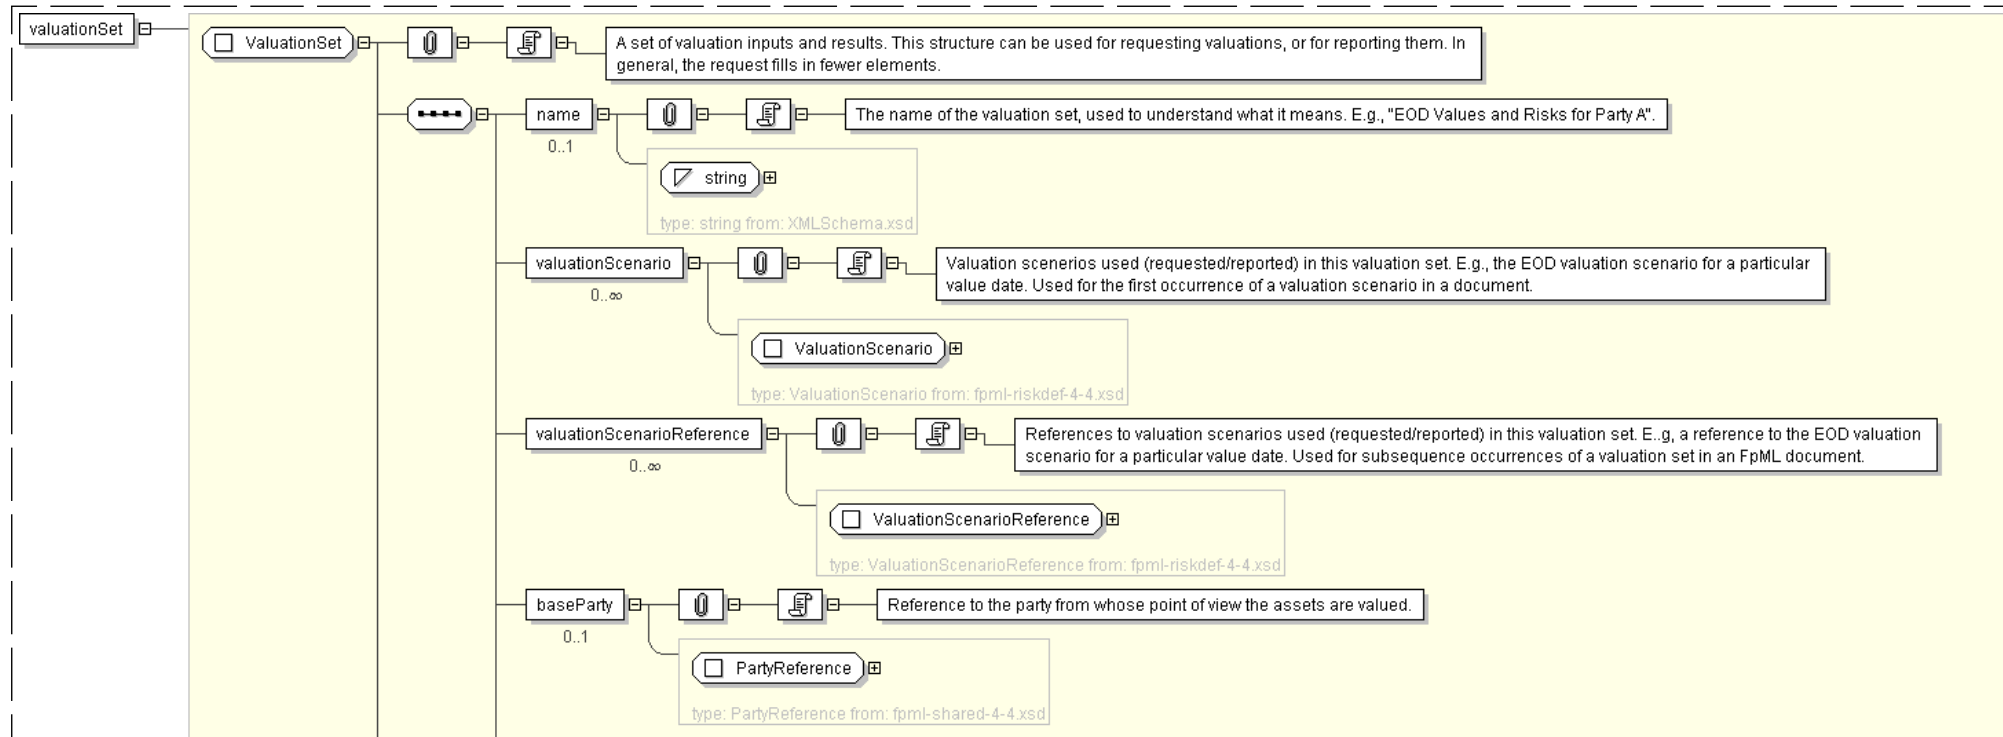 valuationSet
ValuationSet
A set of valuation inputs and results. This structure can be used for requesting valuations, or for reporting them. In
general, the request fills in fewer elements.
name
The name of the valuation set, used to understand what it means. E.g., "EOD Values and Risks for Party A".
0..1
string
type: string from: XMLSchema.xsd
valuationScenario
Valuation scenerios used (requested/reported) in this valuation set. E.g., the EOD valuation scenario for a particular
value date. Used for the first occurrence of a valuation scenario in a document.
0..∞
ValuationScenario
type: ValuationScenario from: fpml-riskdef-4-4.xsd
valuationScenarioReference
References to valuation scenarios used (requested/reported) in this valuation set. E..g, a reference to the EOD valuation
scenario for a particular value date. Used for subsequence occurrences of a valuation set in an FpML document.
0..∞
ValuationScenarioReference
type: ValuationScenarioReference from: fpml-riskdef-4-4.xsd
baseParty
Reference to the party from whose point of view the assets are valued.
0..1
PartyReference
type: PartyReference from: fpml-shared-4-4.xsd